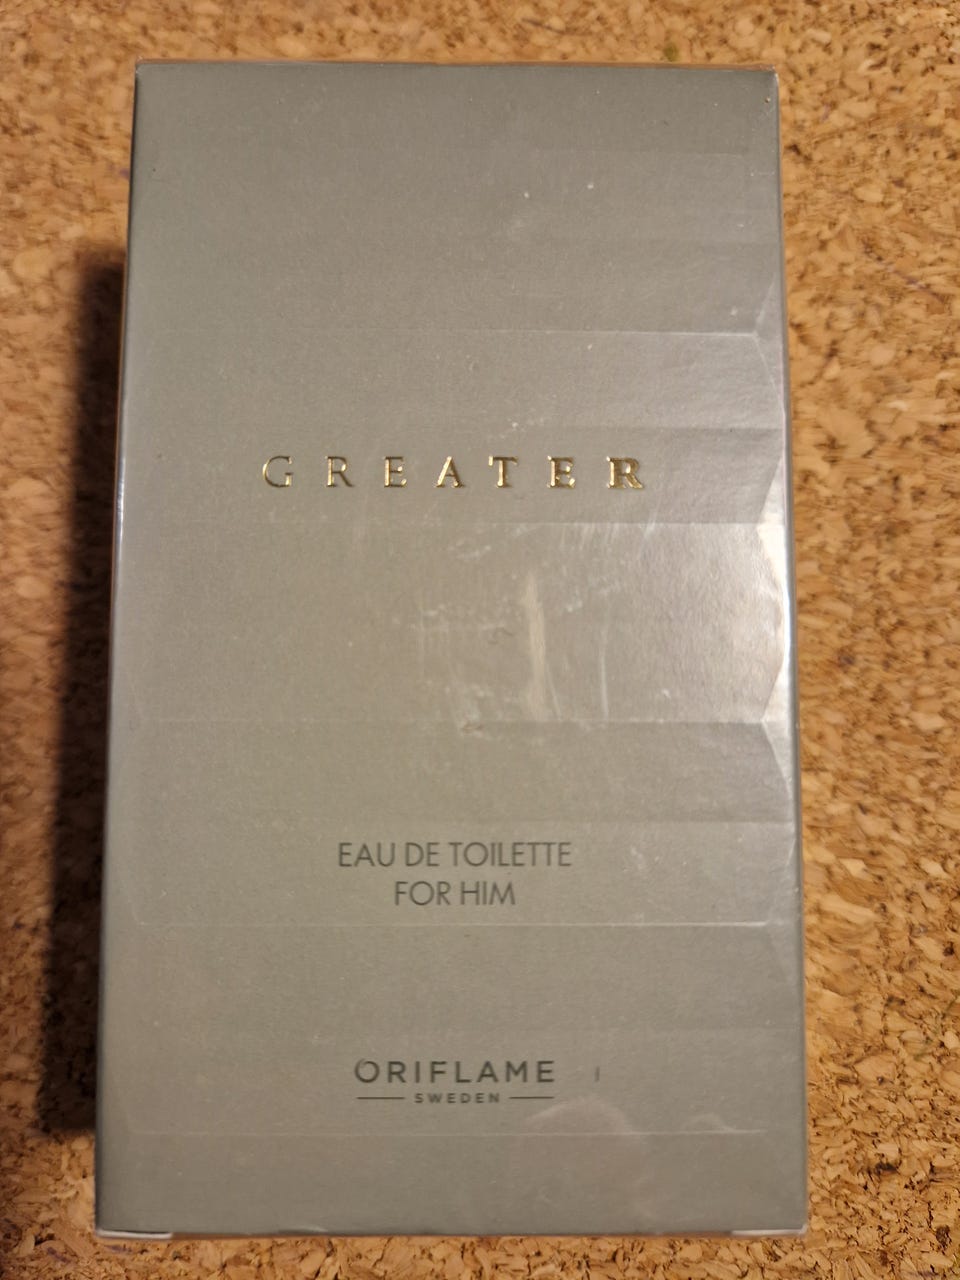 GREATER
EAU DE TOILETTE
FOR HIM
ORIFLAME
SWEDEN